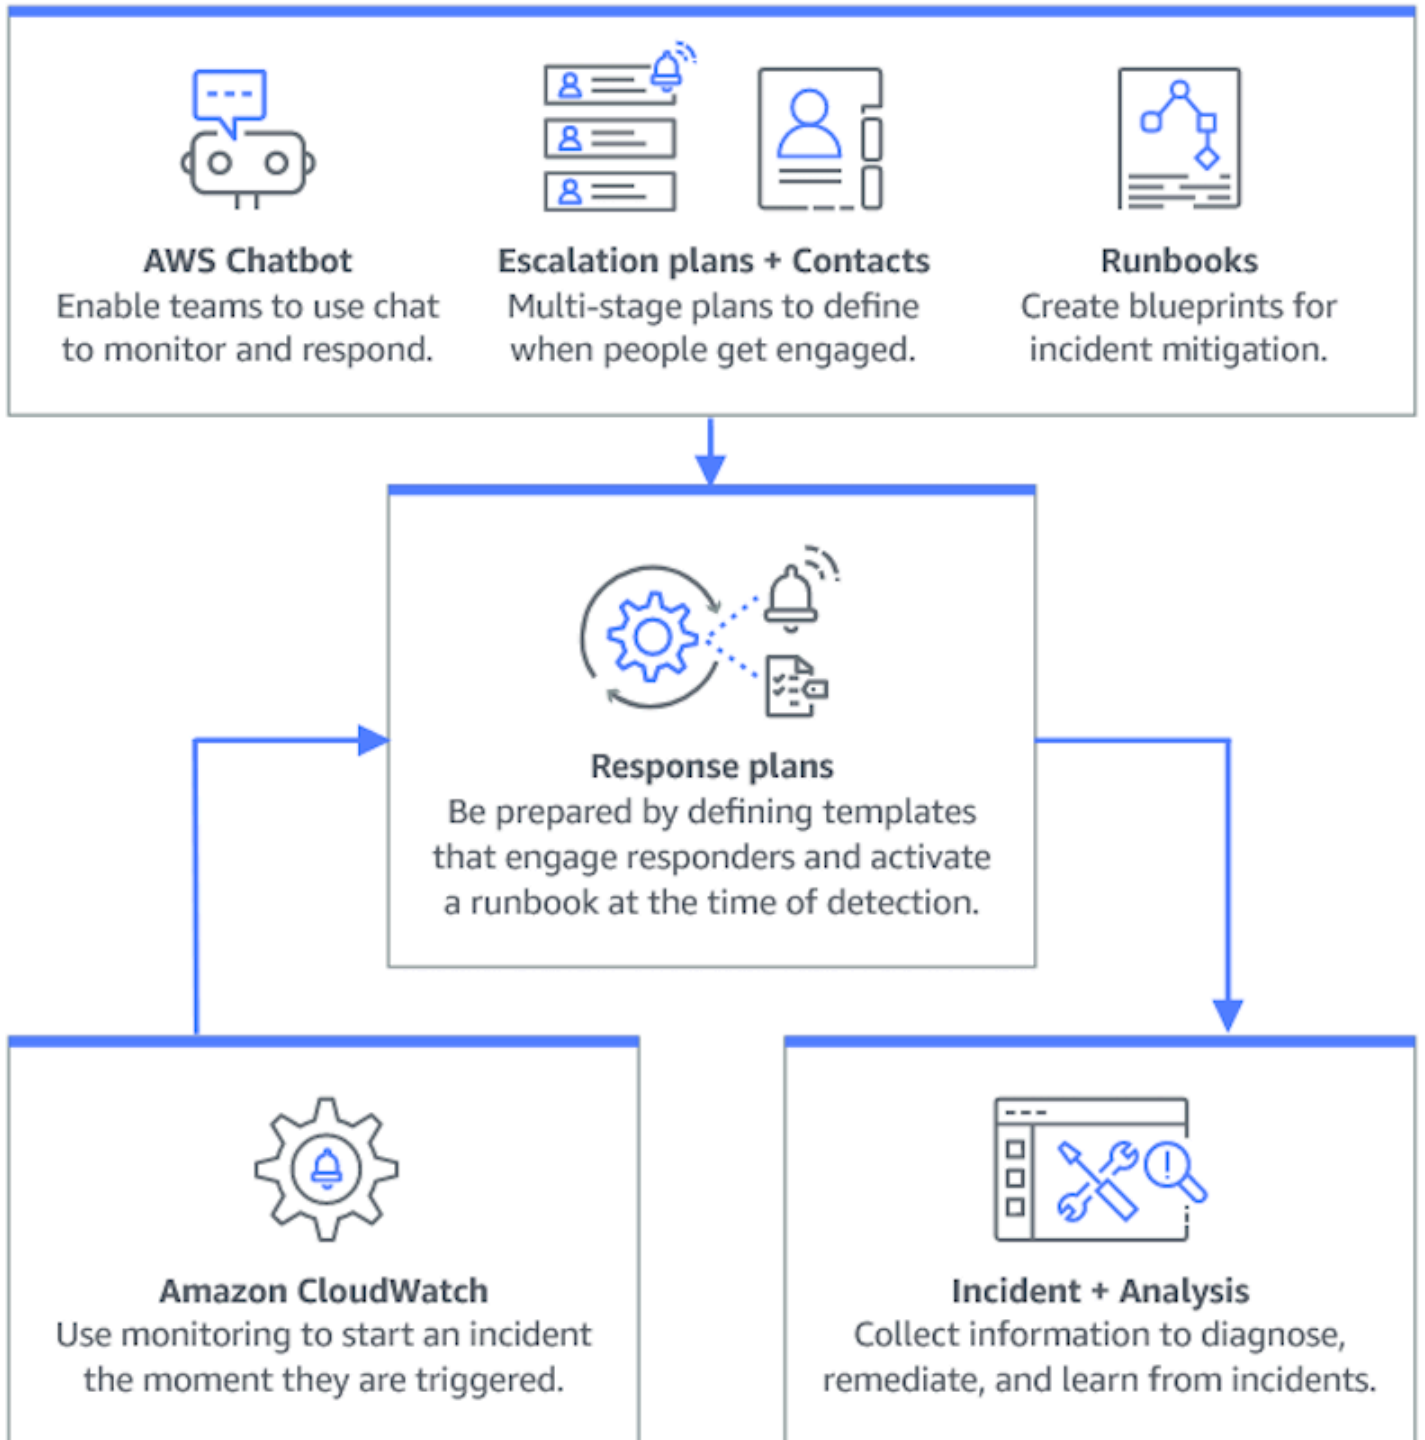 AWS Chatbot
Enable teams to use chat
to monitor and respond.
Escalation plans + Contacts
Multi-stage plans to define
when people get engaged.
Runbooks
Create blueprints for
incident mitigation.
Response plans
Be prepared by defining templates
that engage responders and activate
a runbook at the time of detection.
Amazon CloudWatch
Use monitoring to start an incident
the moment they are triggered.
Incident + Analysis
Collect information to diagnose,
remediate, and learn from incidents.